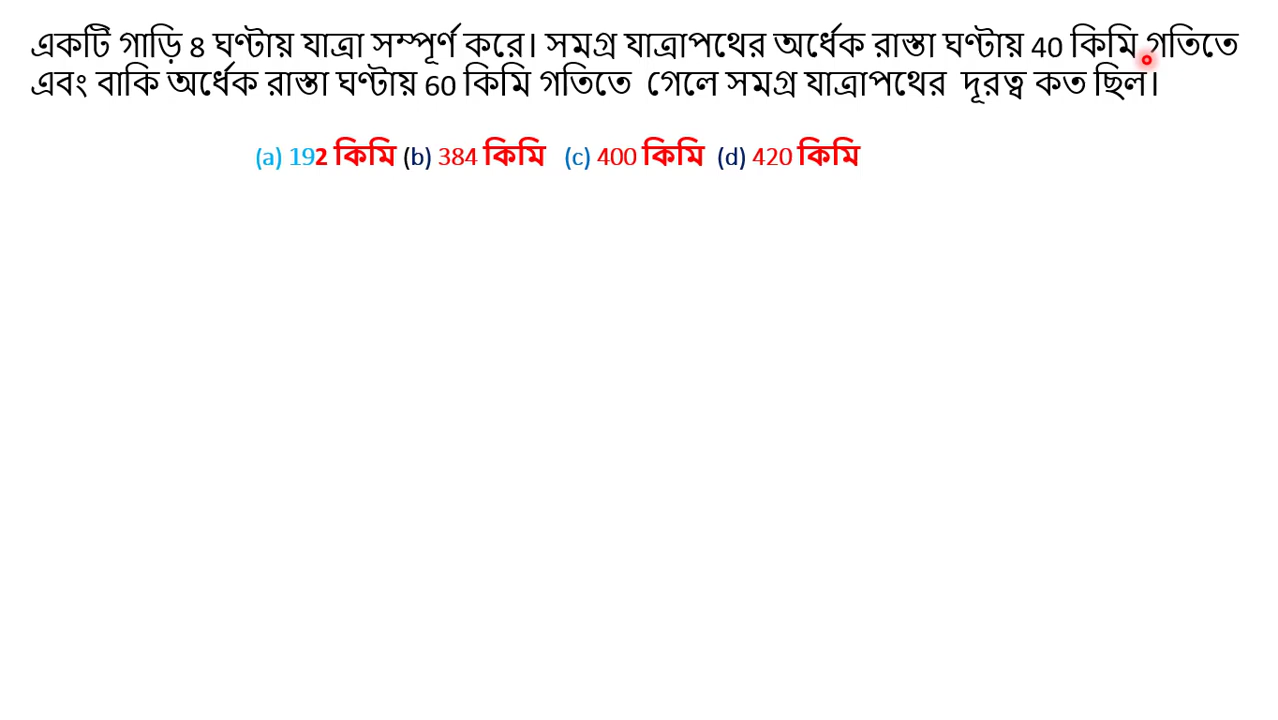 একটি গাড়ি 8 ঘণ্টায় যাত্রা সম্পূর্ণ করে। সমগ্র যাত্রাপথের অর্ধেক রাস্তা ঘণ্টায় 40 কিমি গতিতে
এবং বাকি অর্ধেক রাস্তা ঘণ্টায় 60 কিমি গতিতে গেলে সমগ্র যাত্রাপথের দূরত্ব কত ছিল।
(a) 192 কিমি (b) 384 কিমি (c) 400 কিমি (d) 420 কিমি